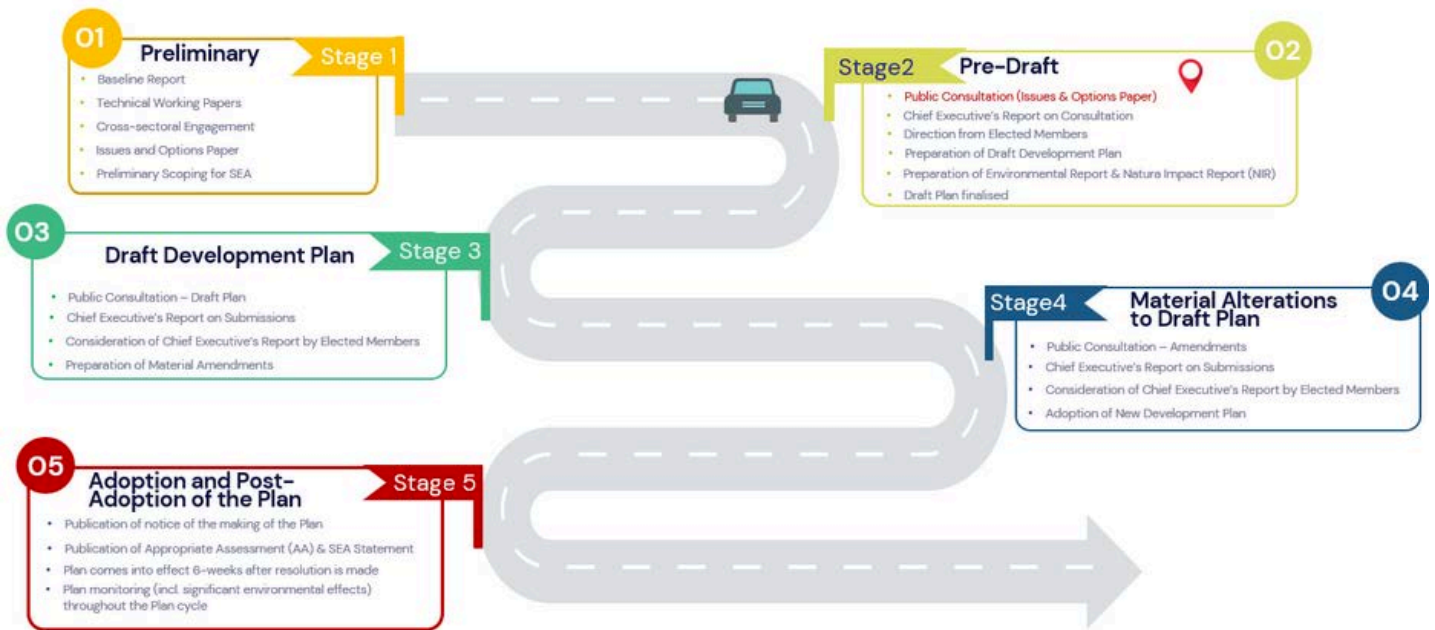 01
Preliminary
Stage 1
Baseline Report
Technical Working Papers
Cross-sectoral Engagement
Issues and Options Paper
Preliminary Scoping for SEA
Stage2
Pre-Draft
02
Public Consultation (Issues & Options Paper)
Chief Executive's Report on Consultation
Direction from Elected Members
Preparation of Draft Development Plan
Preparation of Environmental Report & Natura Impact Report (NIR)
Draft Plan finalised
03
Draft Development Plan
Stage 3
Public Consultation – Draft Plan
Chief Executive's Report on Submissions
Consideration of Chief Executive's Report by Elected Members
Preparation of Material Amendments
Stage4
Material Alterations
to Draft Plan
04
Public Consultation – Amendments
Chief Executive's Report on Submissions
Consideration of Chief Executive's Report by Elected Members
Adoption of New Development Plan
05
Adoption and Post-
Adoption of the Plan
Stage 5
Publication of notice of the making of the Plan
Publication of Appropriate Assessment (AA) & SEA Statement
Plan comes into effect 6-weeks after resolution is made
Plan monitoring (incl. significant environmental effects)
throughout the Plan cycle